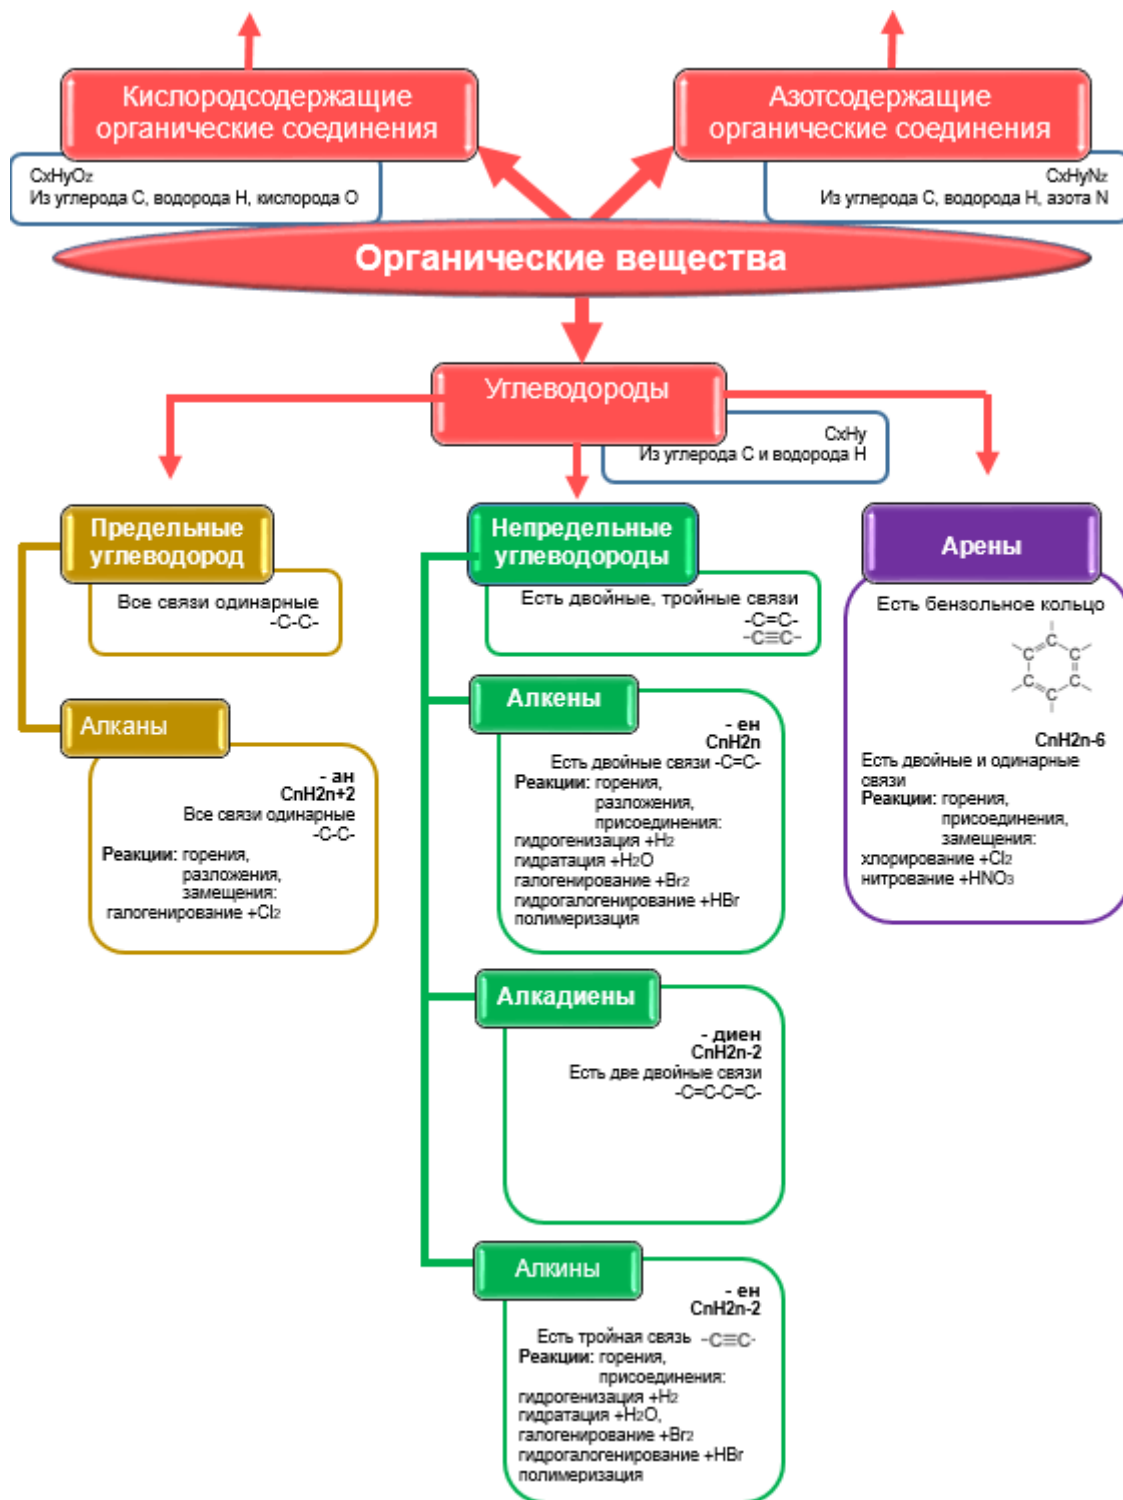 Кислородсодержащие
органические соединения
Азотсодержащие
органические соединения
CxHyOz
Из углерода С, водорода Н, кислорода О
CxHyNz
Из углерода С, водорода Н, азота N
Органические вещества
Углеводороды
CxHy
Из углерода С и водорода Н
Предельные
углеводород
Все связи одинарные
-C-C-
Алканы
- ан
CnH2n+2
Все связи одинарные
-C-C-
Реакции: горения,
разложения,
замещения:
галогенирование +Cl2
Непредельные
углеводороды
Есть двойные, тройные связи
-C=C-
-C≡C-
Алкены
- ен
CnH2n
Есть двойные связи -C=C-
Реакции: горения,
разложения,
присоединения:
гидрогенизация +H2
гидратация +H2O
галогенирование +Br2
гидрогалогенирование +HBr
полимеризация
Алкадиены
- диен
CnH2n-2
Есть две двойные связи
-C=C-C=C-
Алкины
- ен
CnH2n-2
Есть тройная связь -C≡C-
Реакции: горения,
присоединения:
гидрогенизация +H2
гидратация +H2O,
галогенирование +Br2
гидрогалогенирование +HBr
полимеризация
Арены
Есть бензольное кольцо
C
C
C
C
C
C
CnH2n-6
Есть двойные и одинарные
связи
Реакции: горения,
присоединения,
замещения:
хлорирование +Cl2
нитрование +HNO3